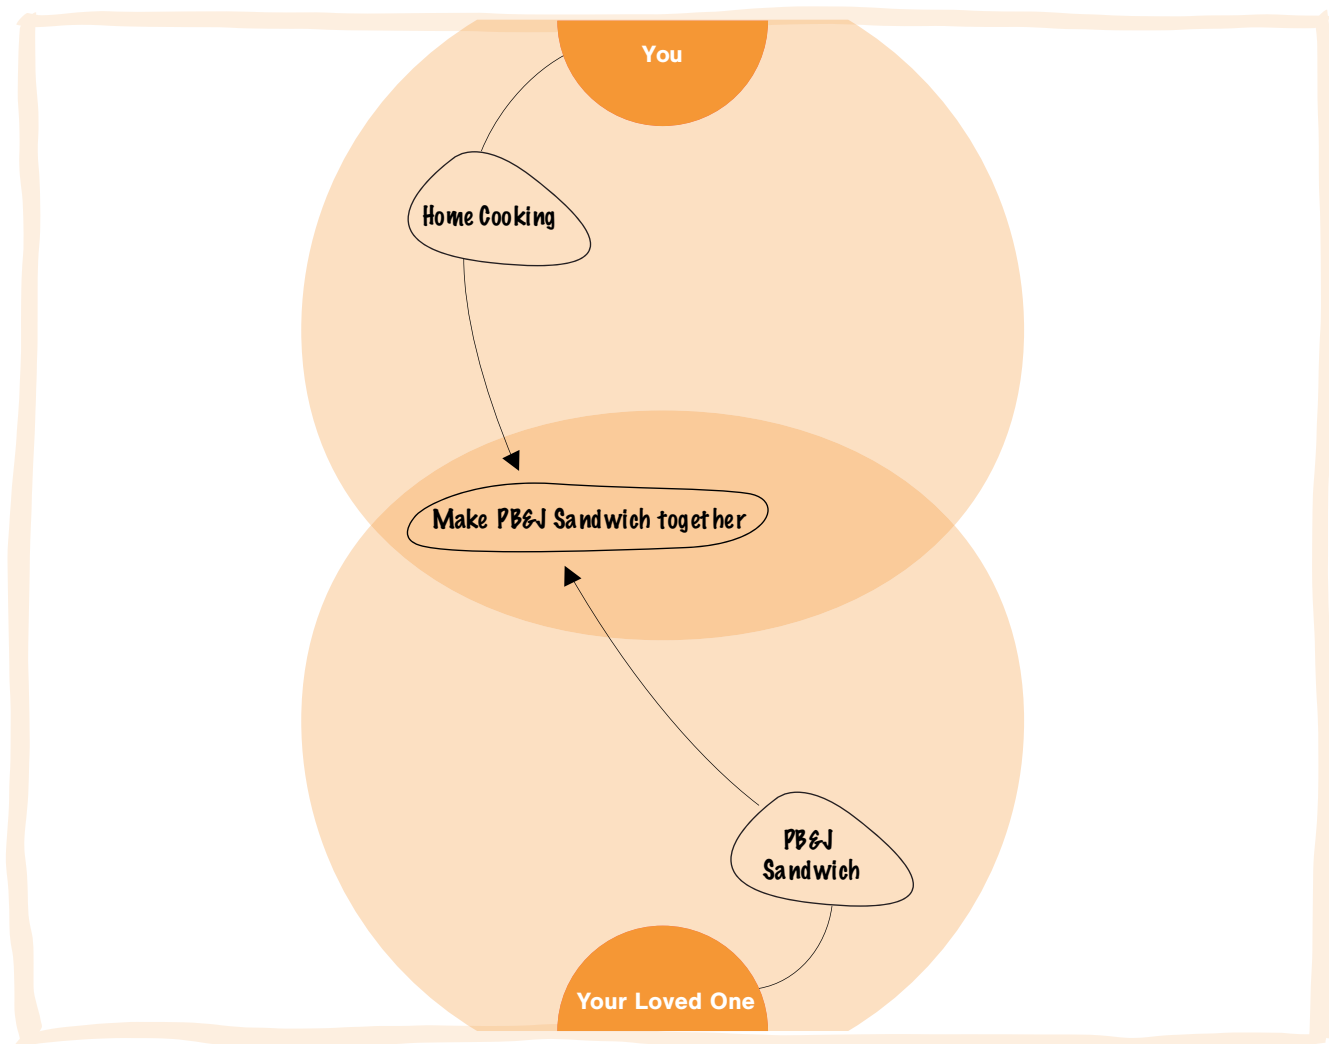 You
Home Cooking
Make PB&J Sandwich together
PB&J
Sandwich
Your Loved One